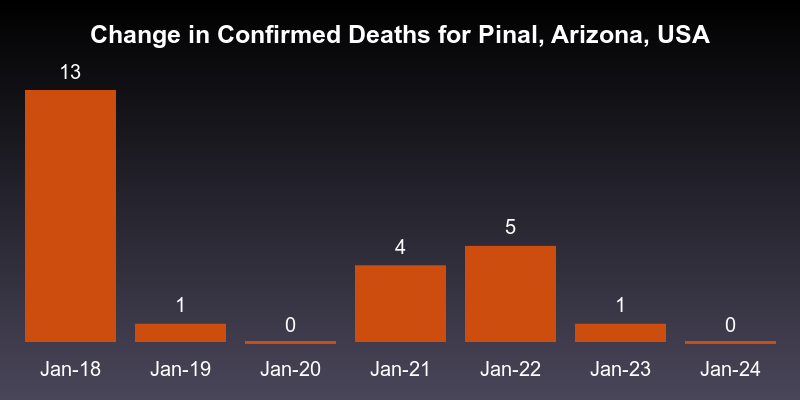 Change in Confirmed Deaths for Pinal, Arizona, USA
13
1
0
4
5
1
0
Jan-18
Jan-19
Jan-20
Jan-21
Jan-22
Jan-23
Jan-24